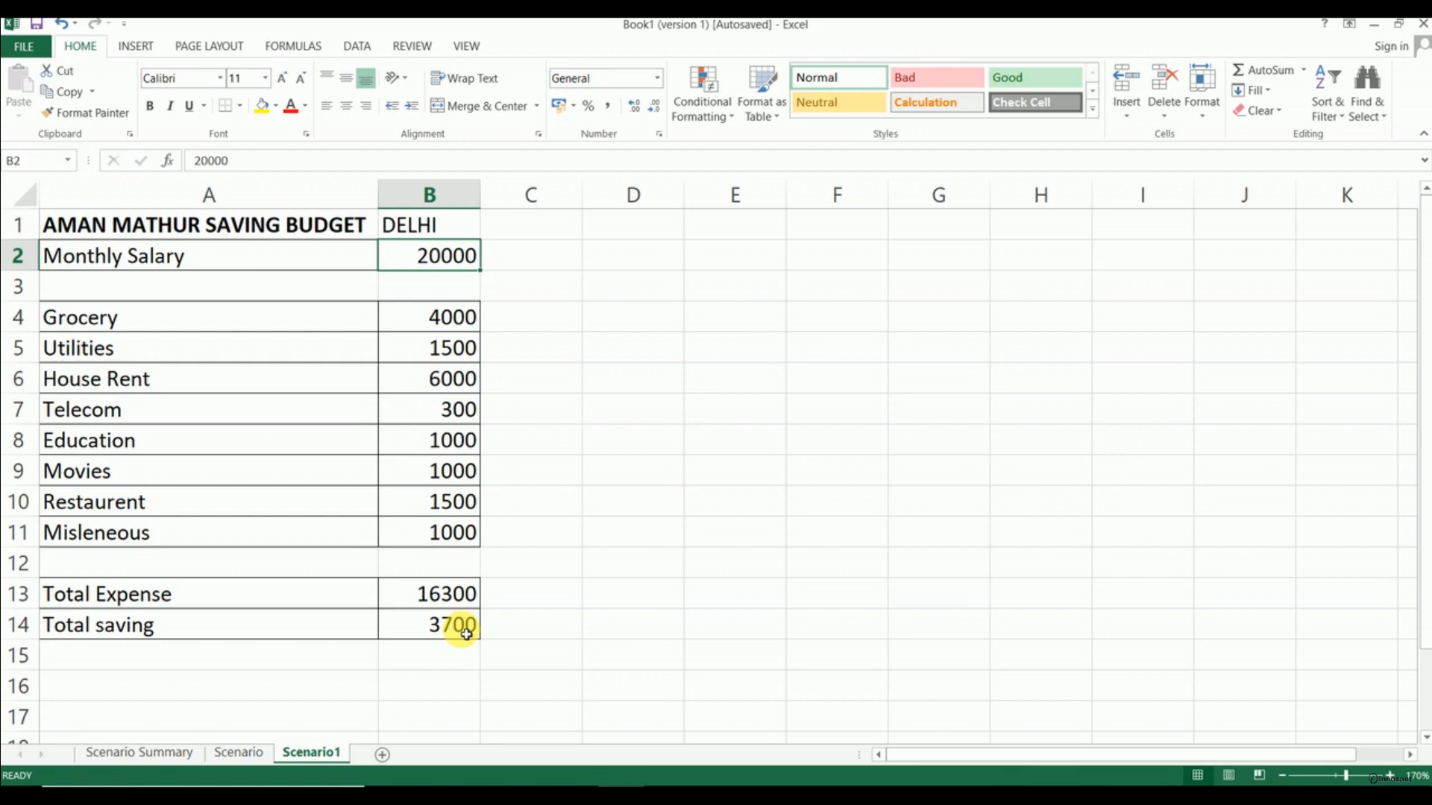 Book1 (version 1) [Autosaved] - Excel
?
FILE HOME INSERT PAGE LAYOUT FORMULAS DATA REVIEW VIEW Sign in
Paste
Cut
Copy
Format Painter
Clipboard
Calibri 11
B I U
Font
Wrap Text
Merge & Center
Alignment
General
%
Number
Conditional Formatting
Format as Table
Normal Bad Good
Neutral Calculation Check Cell
Styles
Insert Delete Format
Cells
AutoSum
Fill
Clear
Sort & Filter
Find & Select
Editing
B2 fx 20000
A B C D E F G H I J K
1 AMAN MATHUR SAVING BUDGET DELHI
2 Monthly Salary 20000
3
4 Grocery 4000
5 Utilities 1500
6 House Rent 6000
7 Telecom 300
8 Education 1000
9 Movies 1000
10 Restaurent 1500
11 Misleneous 1000
12
13 Total Expense 16300
14 Total saving 3700
15
16
17
Scenario Summary Scenario Scenario1
READY 170%